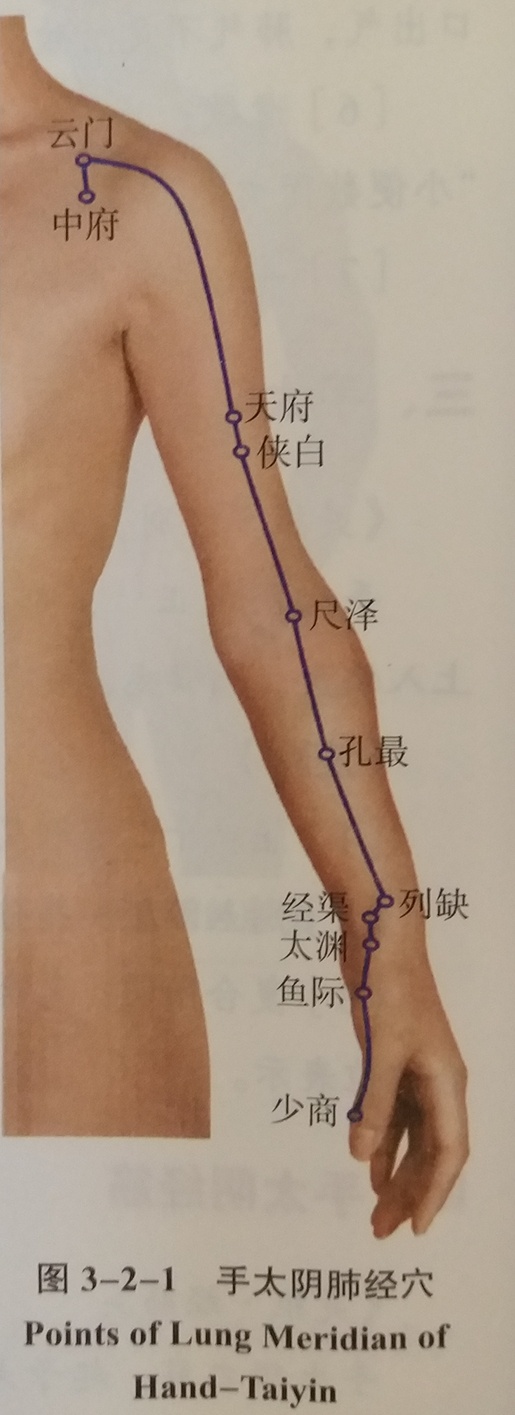 云门
中府
天府
侠白
尺泽
孔最
列缺
经渠
太渊
鱼际
少商
图 3-2-1 手太阴肺经穴
Points of Lung Meridian of
Hand-Taiyin